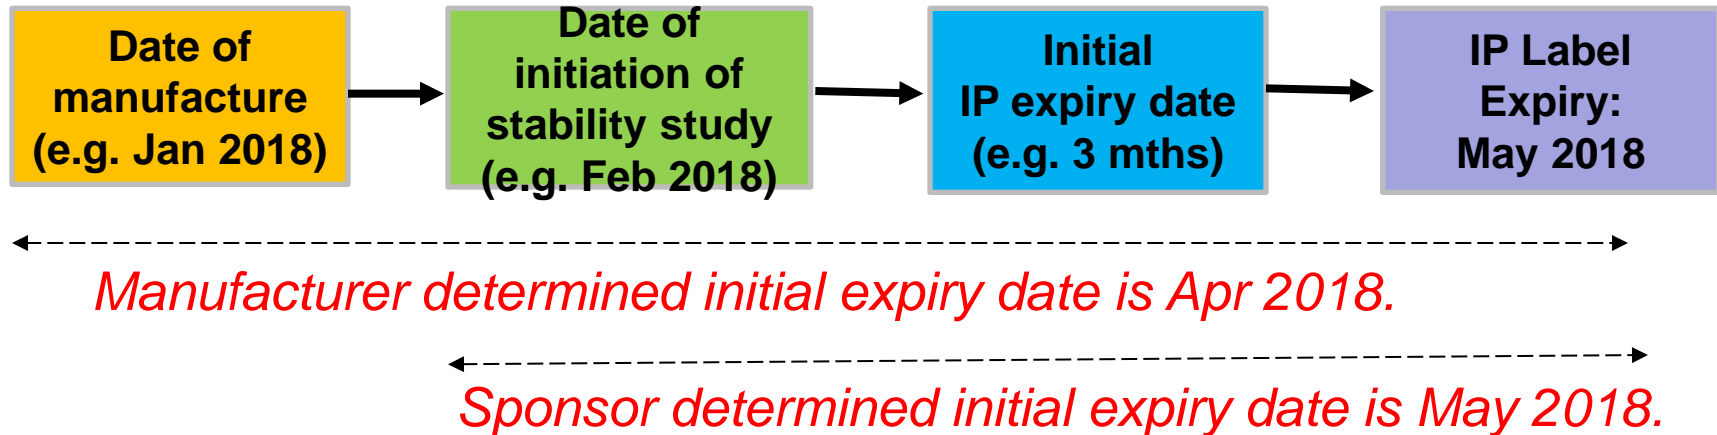 Date of
manufacture
(e.g. Jan 2018)
Date of
initiation of
stability study
(e.g. Feb 2018)
Initial
IP expiry date
(e.g. 3 mths)
IP Label
Expiry:
May 2018
Manufacturer determined initial expiry date is Apr 2018.
Sponsor determined initial expiry date is May 2018.